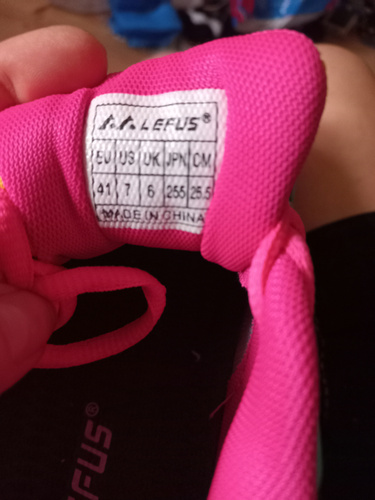 LEFUS®
EU US UK JPN CM
41 7 6 255 25.5
MADE IN CHINA
LEFUS®